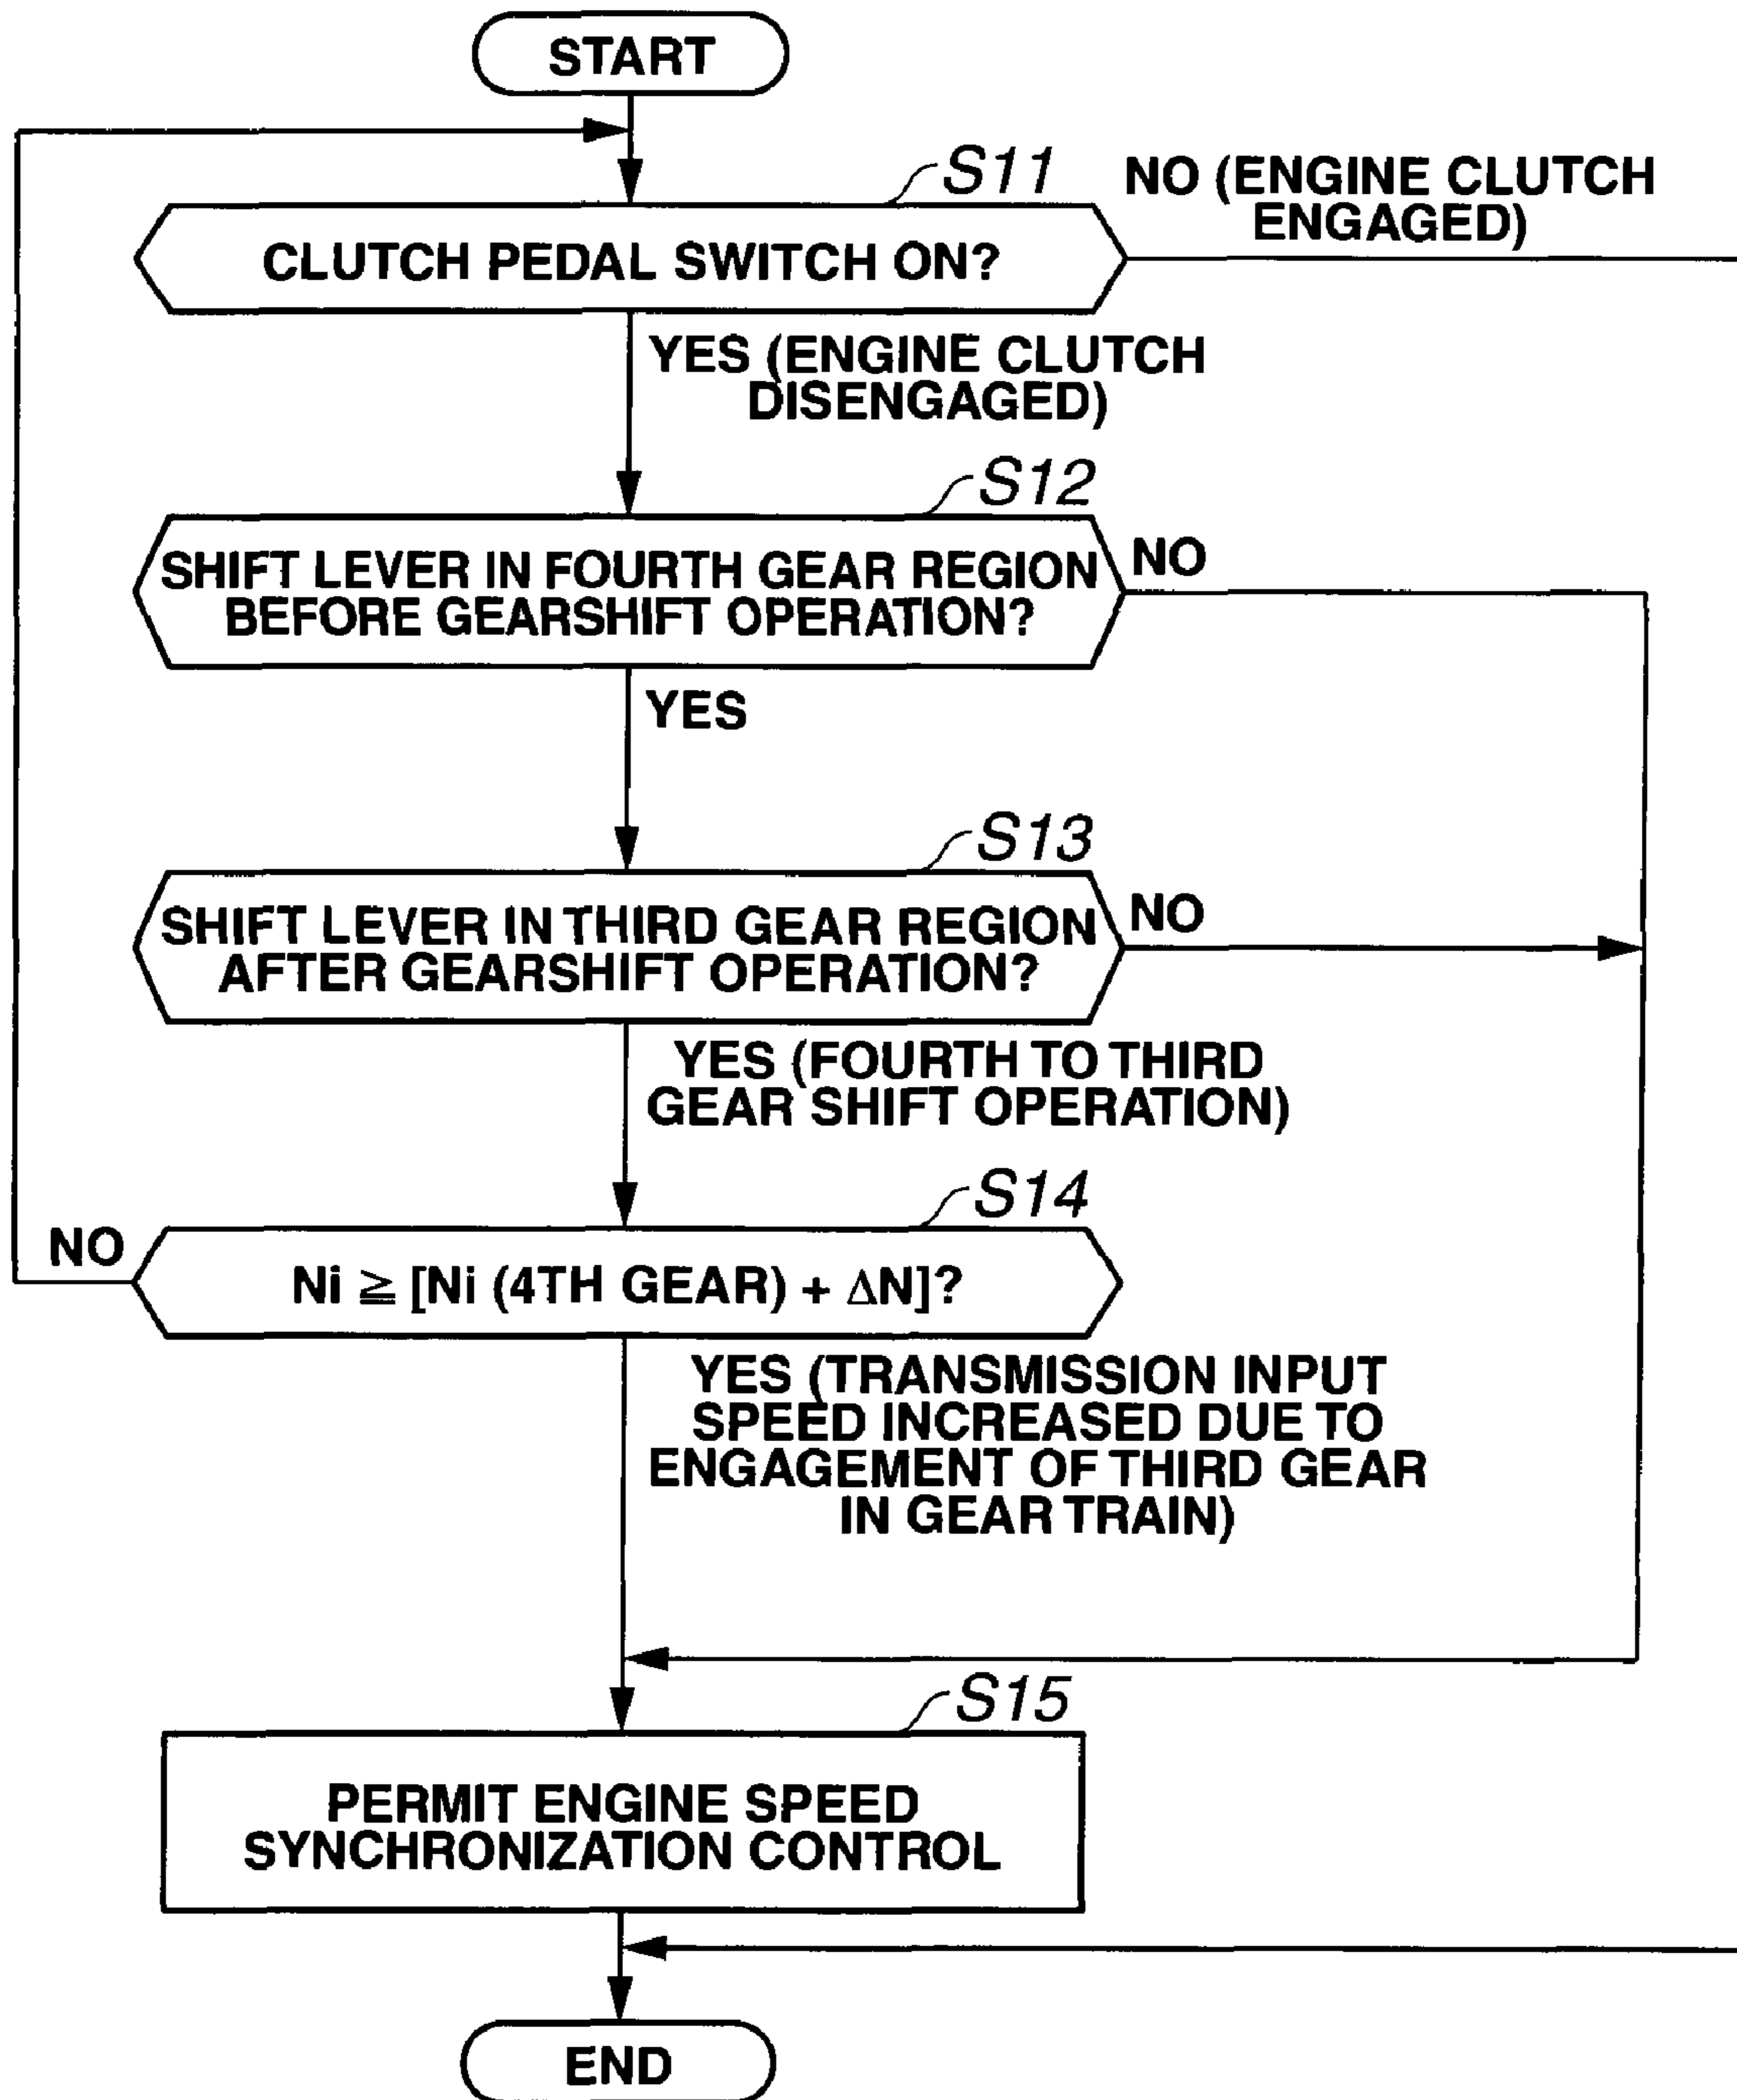 START
S11
NO (ENGINE CLUTCH
ENGAGED)
CLUTCH PEDAL SWITCH ON?
YES (ENGINE CLUTCH
DISENGAGED)
S12
SHIFT LEVER IN FOURTH GEAR REGION
BEFORE GEARSHIFT OPERATION?
NO
YES
S13
SHIFT LEVER IN THIRD GEAR REGION
AFTER GEARSHIFT OPERATION?
NO
YES (FOURTH TO THIRD
GEAR SHIFT OPERATION)
S14
NO
Ni ≧ [Ni (4TH GEAR) + ΔN]?
YES (TRANSMISSION INPUT
SPEED INCREASED DUE TO
ENGAGEMENT OF THIRD GEAR
IN GEAR TRAIN)
S15
PERMIT ENGINE SPEED
SYNCHRONIZATION CONTROL
END